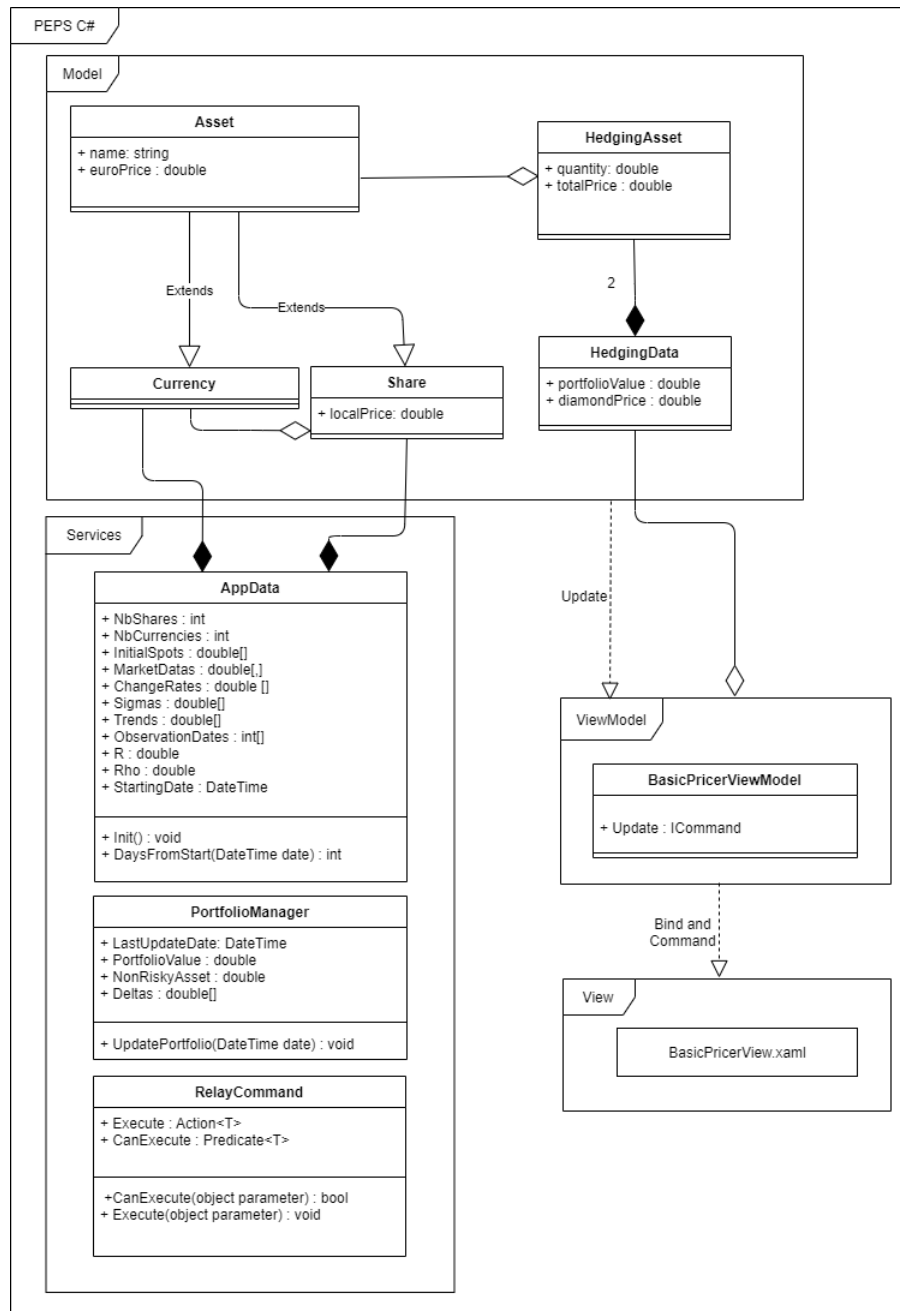 PEPS C#
Model
Asset
+ name: string
+ euroPrice : double
HedgingAsset
+ quantity: double
+ totalPrice : double
2
Extends
Extends
HedgingData
+ portfolioValue : double
+ diamondPrice : double
Currency
Share
+ localPrice: double
Services
AppData
+ NbShares : int
+ NbCurrencies : int
+ InitialSpots : double[]
+ MarketDatas : double[,]
+ ChangeRates : double []
+ Sigmas : double[]
+ Trends : double[]
+ ObservationDates : int[]
+ R : double
+ Rho : double
+ StartingDate : DateTime
+ Init() : void
+ DaysFromStart(DateTime date) : int
PortfolioManager
+ LastUpdateDate: DateTime
+ PortfolioValue : double
+ NonRiskyAsset : double
+ Deltas : double[]
+ UpdatePortfolio(DateTime date) : void
RelayCommand
+ Execute : Action<T>
+ CanExecute : Predicate<T>
+CanExecute(object parameter) : bool
+ Execute(object parameter) : void
Update
ViewModel
BasicPricerViewModel
+ Update : ICommand
Bind and
Command
View
BasicPricerView.xaml